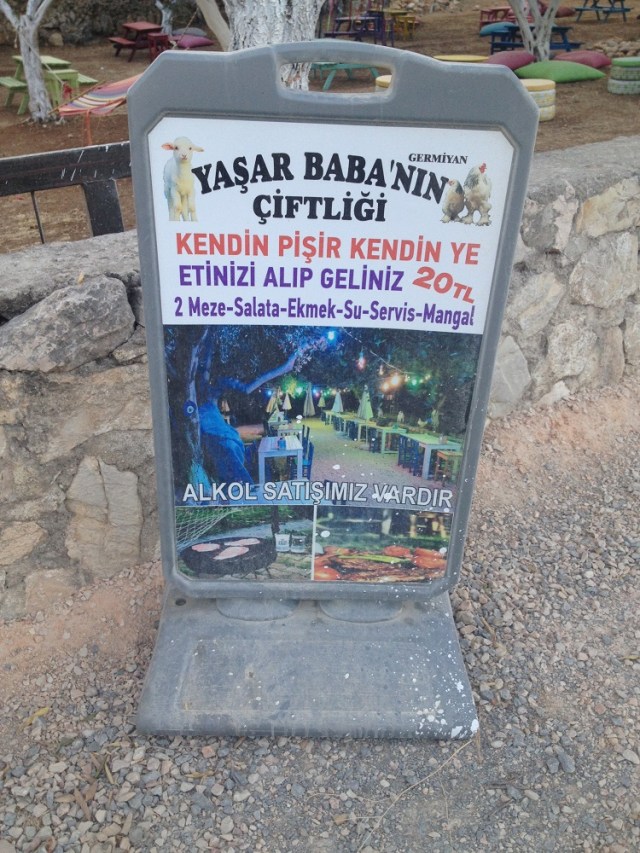 GERMİYAN
YAŞAR BABA'NIN
ÇİFTLİĞİ
KENDİN PİŞİR KENDİN YE
ETİNİZİ ALIP GELİNİZ 20TL
2 Meze-Salata-Ekmek-Su-Servis-Mangal
ALKOL SATIŞIMIZ VARDIR